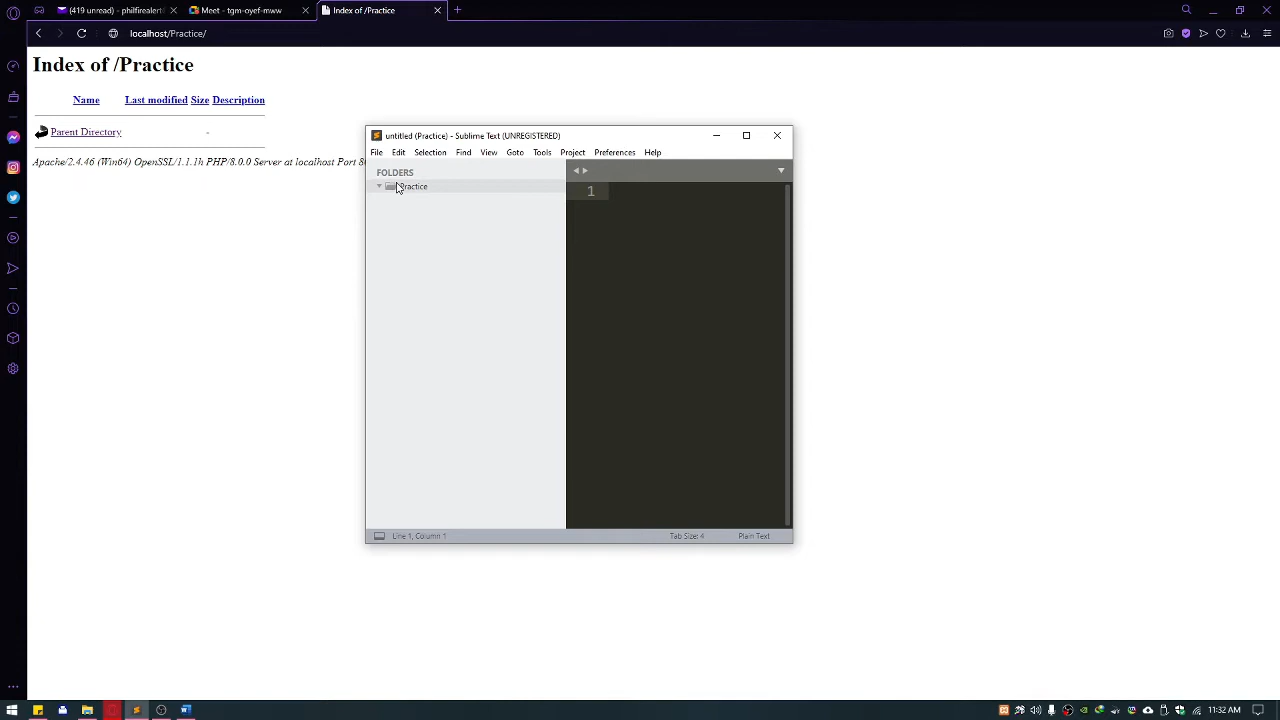 (419 unread) - philfirealert
Meet - tgm-oyef-mww
Index of /Practice
localhost/Practice/
Index of /Practice
Name Last modified Size Description
Parent Directory -
Apache/2.4.46 (Win64) OpenSSL/1.1.1h PHP/8.0.0 Server at localhost Port
untitled (Practice) - Sublime Text (UNREGISTERED)
File Edit Selection Find View Goto Tools Project Preferences Help
FOLDERS
Practice
1
Line 1, Column 1
Tab Size: 4
Plain Text
11:32 AM